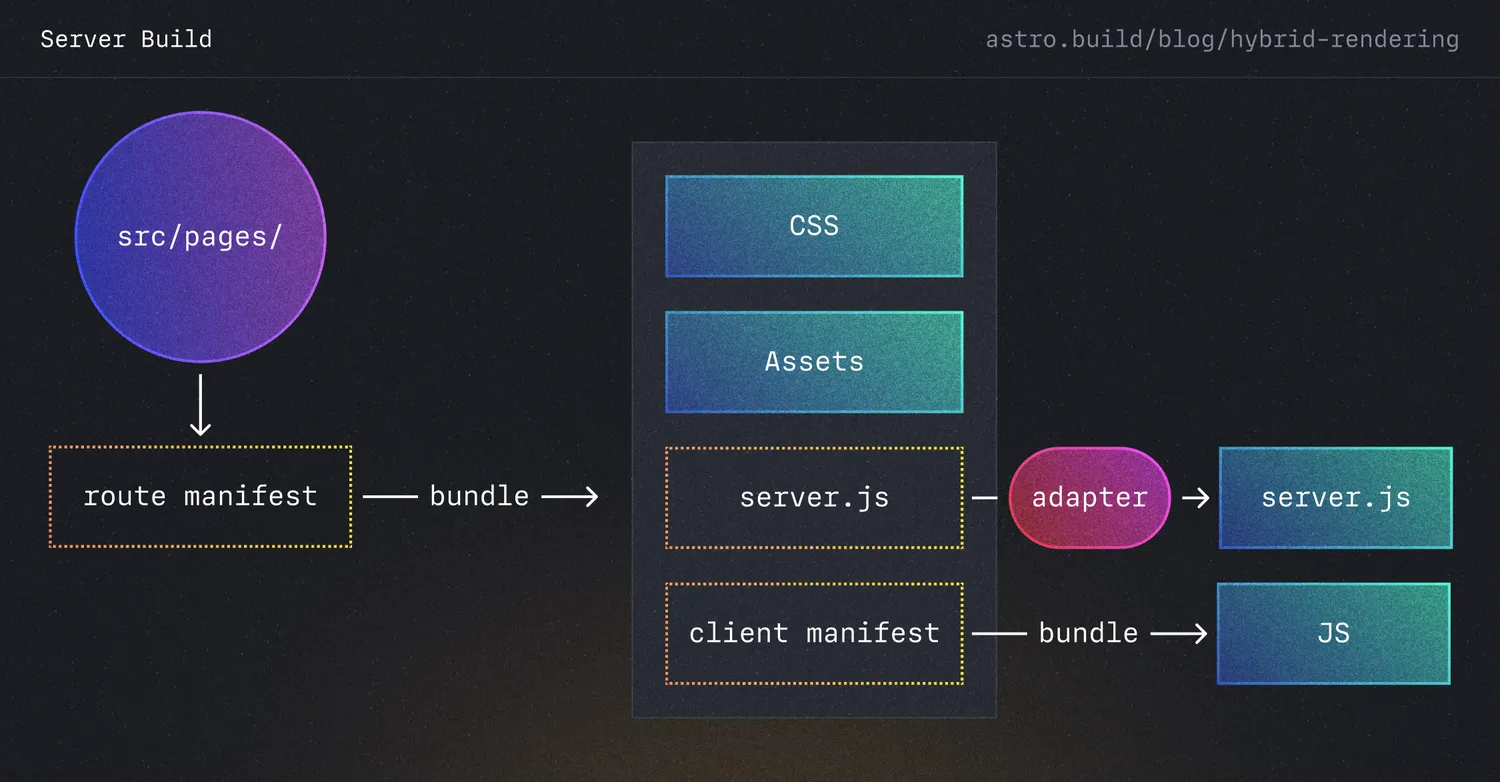 Server Build
astro.build/blog/hybrid-rendering
src/pages/
route manifest
bundle
CSS
Assets
server.js
adapter
server.js
client manifest
bundle
JS